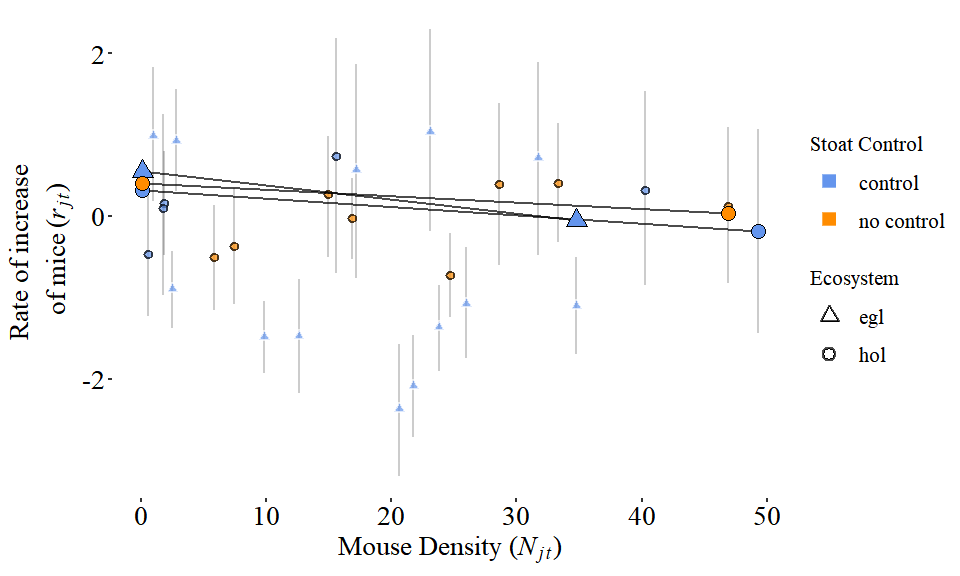 2
0
-2
Rate of increase
of mice (r_jt)
0 10 20 30 40 50
Mouse Density (N_jt)
Stoat Control
control
no control
Ecosystem
egl
hol